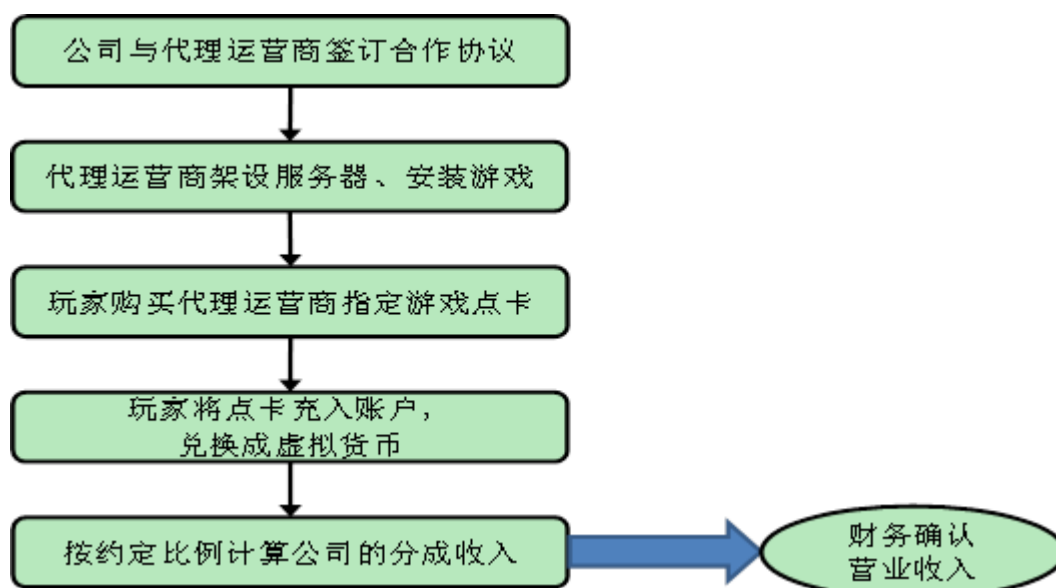 公司与代理运营商签订合作协议
代理运营商架设服务器、安装游戏
玩家购买代理运营商指定游戏点卡
玩家将点卡充入账户，
兑换成虚拟货币
按约定比例计算公司的分成收入
财务确认
营业收入